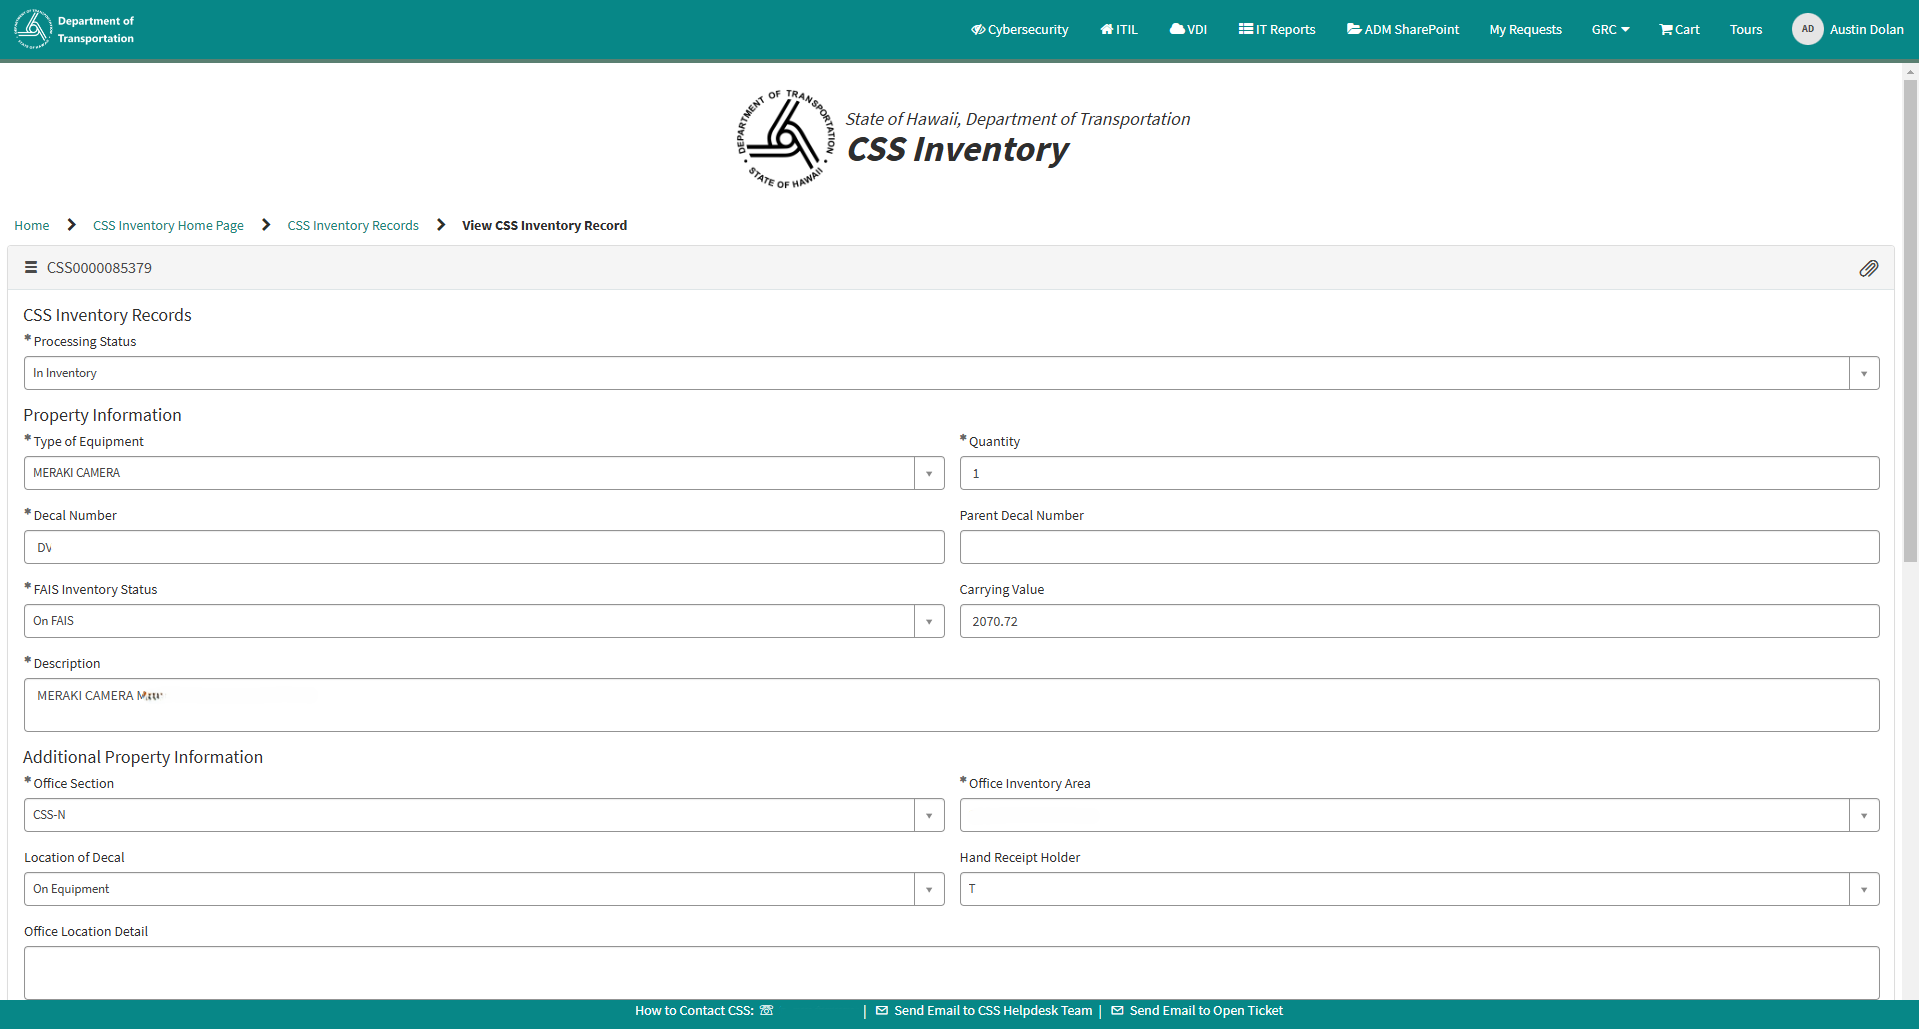 Department of
Transportation
Cybersecurity
ITIL
VDI
IT Reports
ADM SharePoint
My Requests
GRC
Cart
Tours
AD
Austin Dolan
DEPARTMENT OF TRANSPORTATION
STATE OF HAWAII
State of Hawaii, Department of Transportation
CSS Inventory
Home
CSS Inventory Home Page
CSS Inventory Records
View CSS Inventory Record
CSS0000085379
CSS Inventory Records
* Processing Status
In Inventory
Property Information
* Type of Equipment
* Quantity
MERAKI CAMERA
1
* Decal Number
Parent Decal Number
* FAIS Inventory Status
Carrying Value
On FAIS
2070.72
* Description
MERAKI CAMERA
Additional Property Information
* Office Section
* Office Inventory Area
CSS-N
Location of Decal
Hand Receipt Holder
On Equipment
T
Office Location Detail
How to Contact CSS:
| Send Email to CSS Helpdesk Team | Send Email to Open Ticket